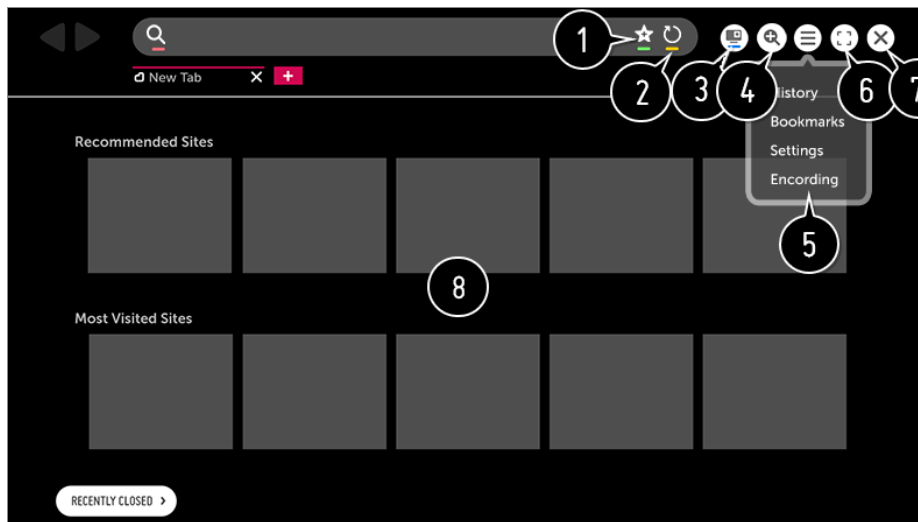 1
2
3
4
6
7
New Tab
History
Bookmarks
Settings
Encording
5
Recommended Sites
8
Most Visited Sites
RECENTLY CLOSED >